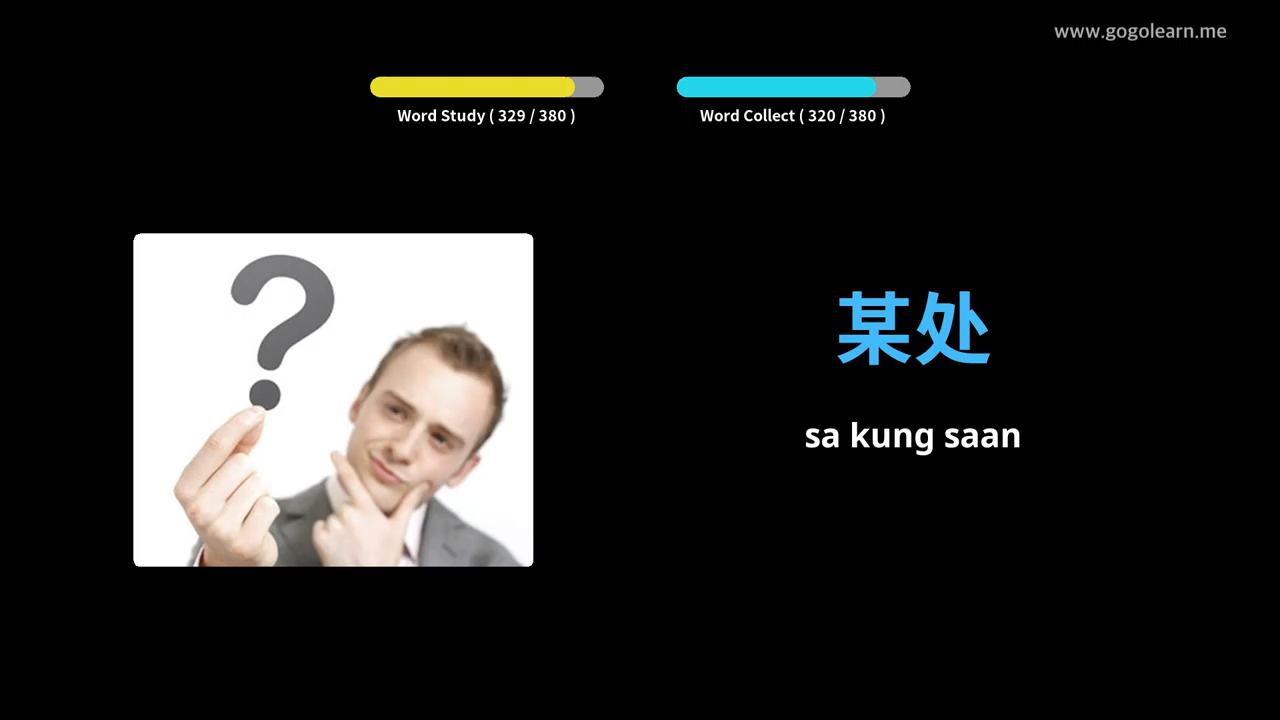 www.gogolearn.me
Word Study ( 329 / 380 )
Word Collect ( 320 / 380 )
某处
sa kung saan